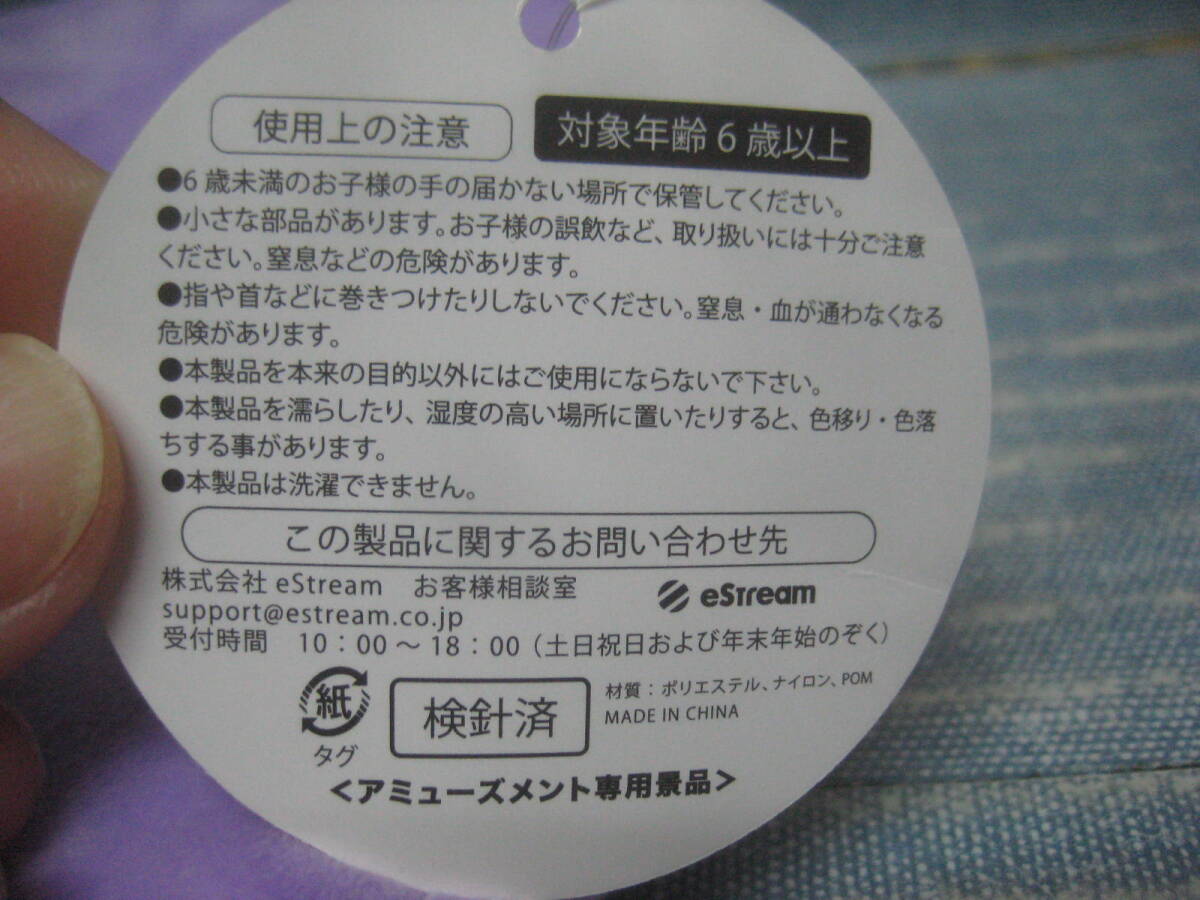 使用上の注意 対象年齢6歳以上
●6歳未満のお子様の手の届かない場所で保管してください。
●小さな部品があります。お子様の誤飲など、取り扱いには十分ご注意
ください。窒息などの危険があります。
●指や首などに巻きつけたりしないでください。窒息・血が通わなくなる
危険があります。
●本製品を本来の目的以外にはご使用にならないで下さい。
●本製品を濡らしたり、湿度の高い場所に置いたりすると、色移り・色落
ちする事があります。
●本製品は洗濯できません。
この製品に関するお問い合わせ先
株式会社 eStream お客様相談室 eStream
support@estream.co.jp
受付時間 10：00～18：00（土日祝日および年末年始のぞく）
紙
タグ
検針済
材質：ポリエステル、ナイロン、POM
MADE IN CHINA
＜アミューズメント専用景品＞